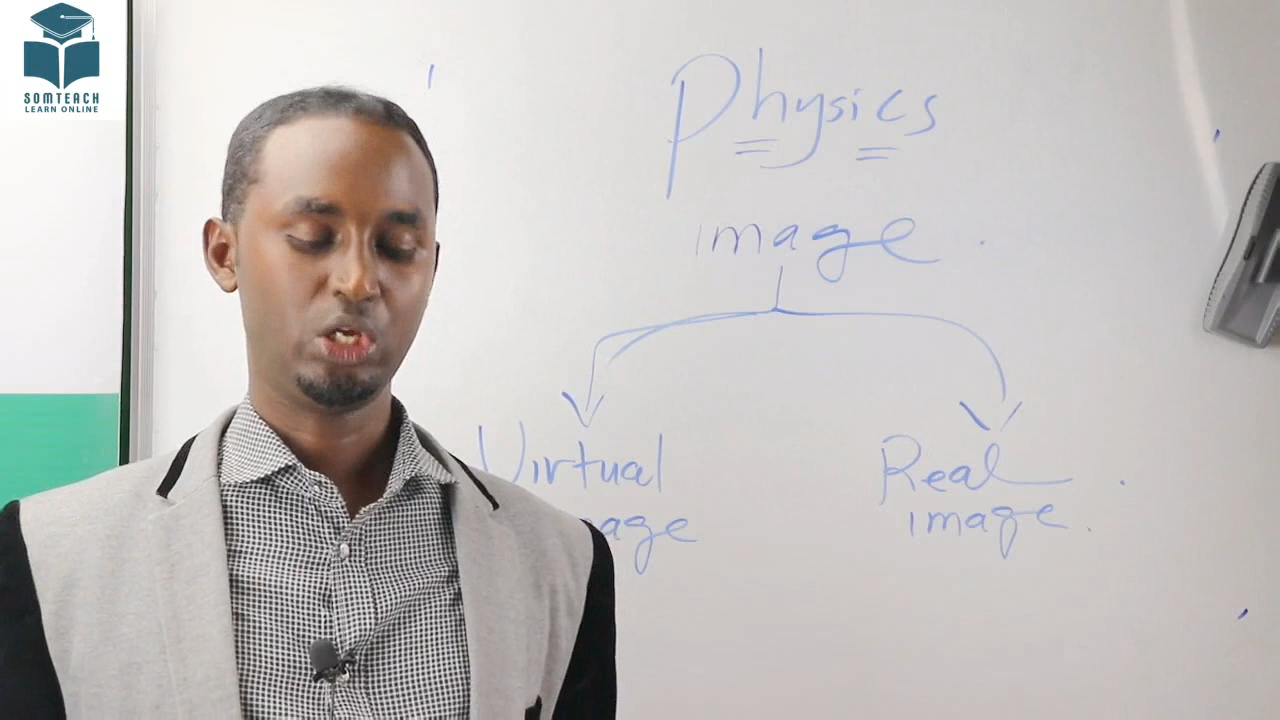 SOMTEACH
LEARN ONLINE
Physics
image
Virtual
Real
image.